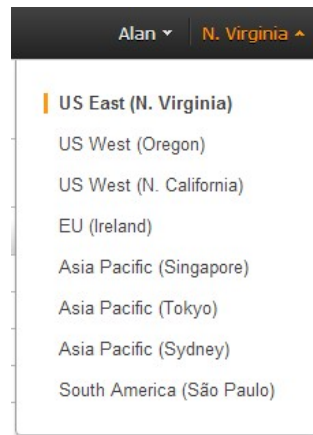 Alan N. Virginia
US East (N. Virginia)
US West (Oregon)
US West (N. California)
EU (Ireland)
Asia Pacific (Singapore)
Asia Pacific (Tokyo)
Asia Pacific (Sydney)
South America (São Paulo)